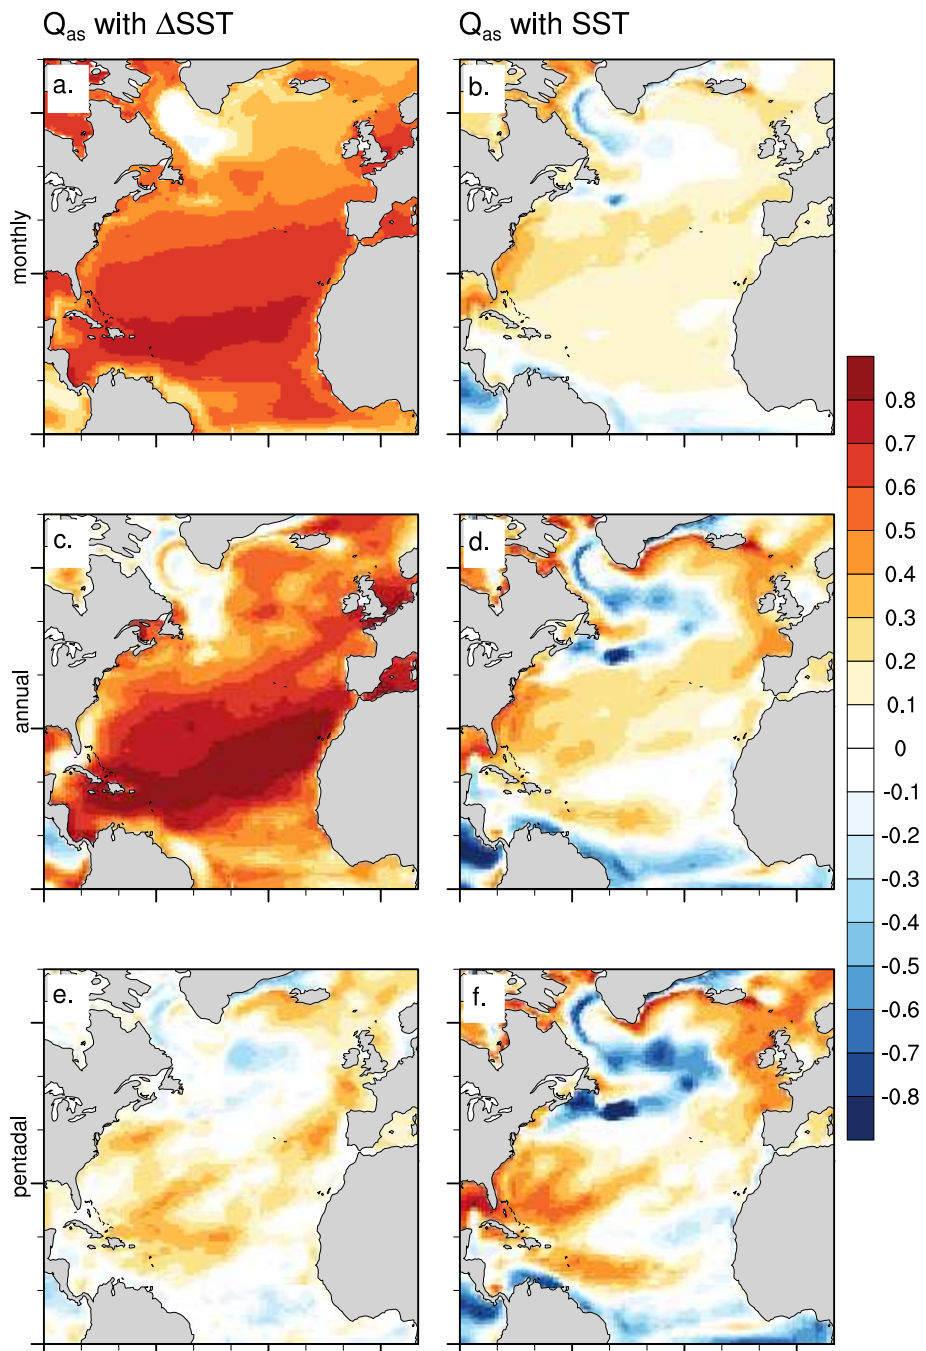 Qas with ΔSST
Qas with SST
a.
b.
monthly
c.
d.
annual
e.
f.
pentadal
0.8
0.7
0.6
0.5
0.4
0.3
0.2
0.1
0
-0.1
-0.2
-0.3
-0.4
-0.5
-0.6
-0.7
-0.8